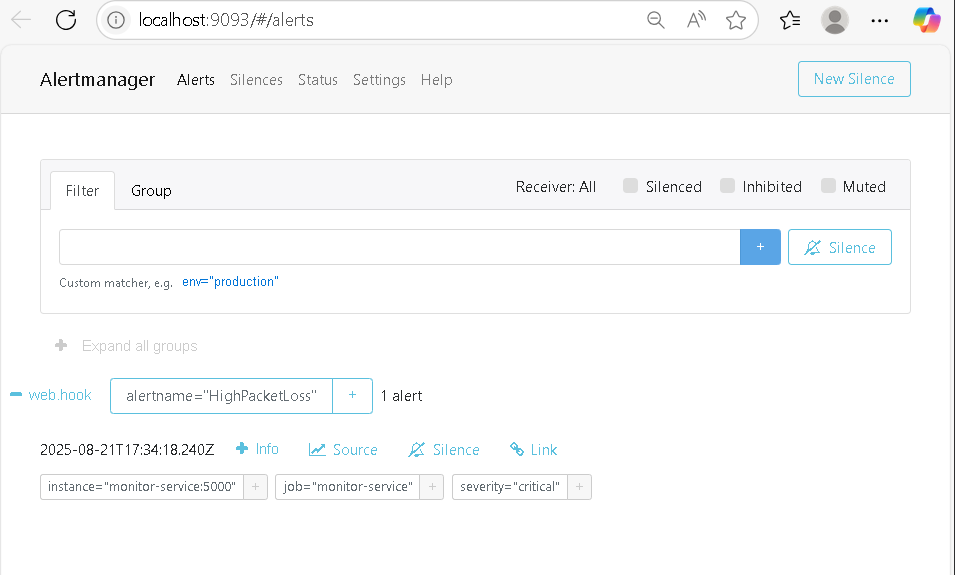 localhost:9093/#/alerts
Alertmanager Alerts Silences Status Settings Help New Silence
Filter Group Receiver: All Silenced Inhibited Muted
+ Silence
Custom matcher, e.g. env="production"
+ Expand all groups
web.hook alertname="HighPacketLoss" + 1 alert
2025-08-21T17:34:18.240Z + Info Source Silence Link
instance="monitor-service:5000" + job="monitor-service" + severity="critical" +